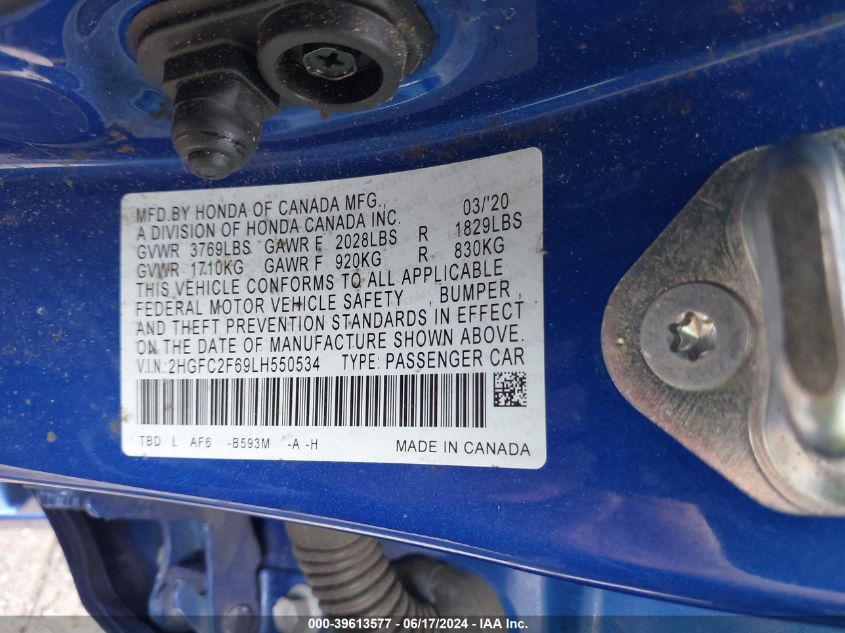 MFD.BY HONDA OF CANADA MFG., 03/'20
A DIVISION OF HONDA CANADA INC.
GVWR 3769LBS GAWR F 2028LBS R 1829LBS
GVWR 1710KG GAWR F 920KG R 830KG
THIS VEHICLE CONFORMS TO ALL APPLICABLE
FEDERAL MOTOR VEHICLE SAFETY , BUMPER ,
AND THEFT PREVENTION STANDARDS IN EFFECT
ON THE DATE OF MANUFACTURE SHOWN ABOVE.
V.I.N.: 2HGFC2F69LH550534 TYPE: PASSENGER CAR
TBD L AF6 -B593M -A -H MADE IN CANADA
000-39613577 - 06/17/2024 - IAA Inc.